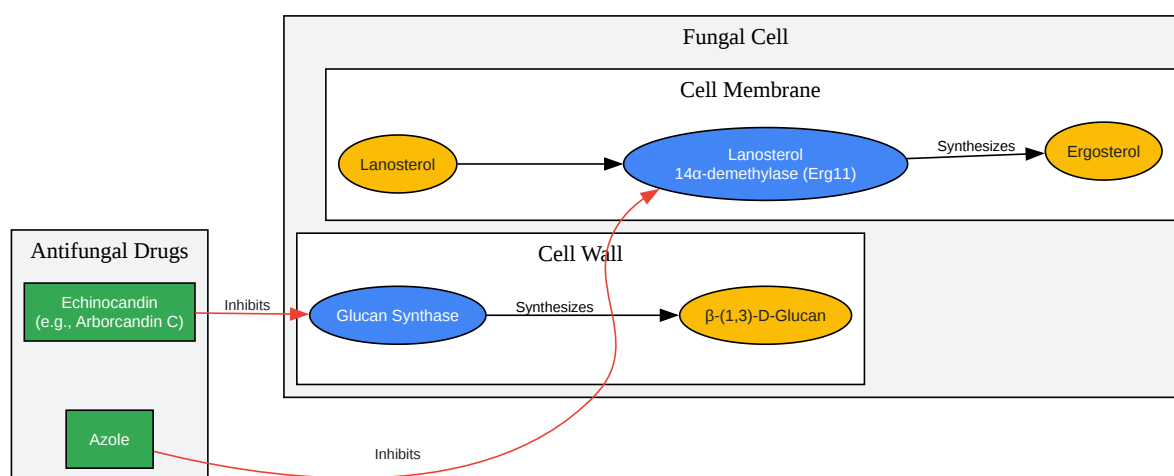 Fungal Cell
Cell Membrane
Lanosterol
Lanosterol
14α-demethylase (Erg11)
Synthesizes
Ergosterol
Antifungal Drugs
Echinocandin
(e.g., Arborcandin C)
Inhibits
Cell Wall
Glucan Synthase
Synthesizes
β-(1,3)-D-Glucan
Azole
Inhibits